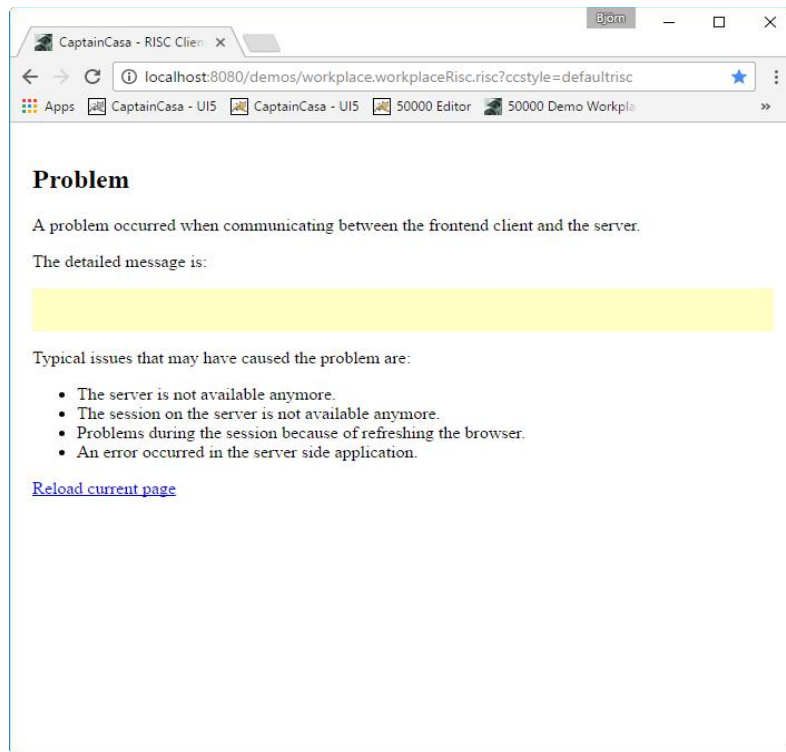 Björn
CaptainCasa - RISC Clien
localhost:8080/demos/workplace.workplaceRisc.risc?ccstyle=defaultrisc
Apps CaptainCasa - UI5 CaptainCasa - UI5 50000 Editor 50000 Demo Workpla »
Problem
A problem occurred when communicating between the frontend client and the server.
The detailed message is:
Typical issues that may have caused the problem are:
• The server is not available anymore.
• The session on the server is not available anymore.
• Problems during the session because of refreshing the browser.
• An error occurred in the server side application.
Reload current page